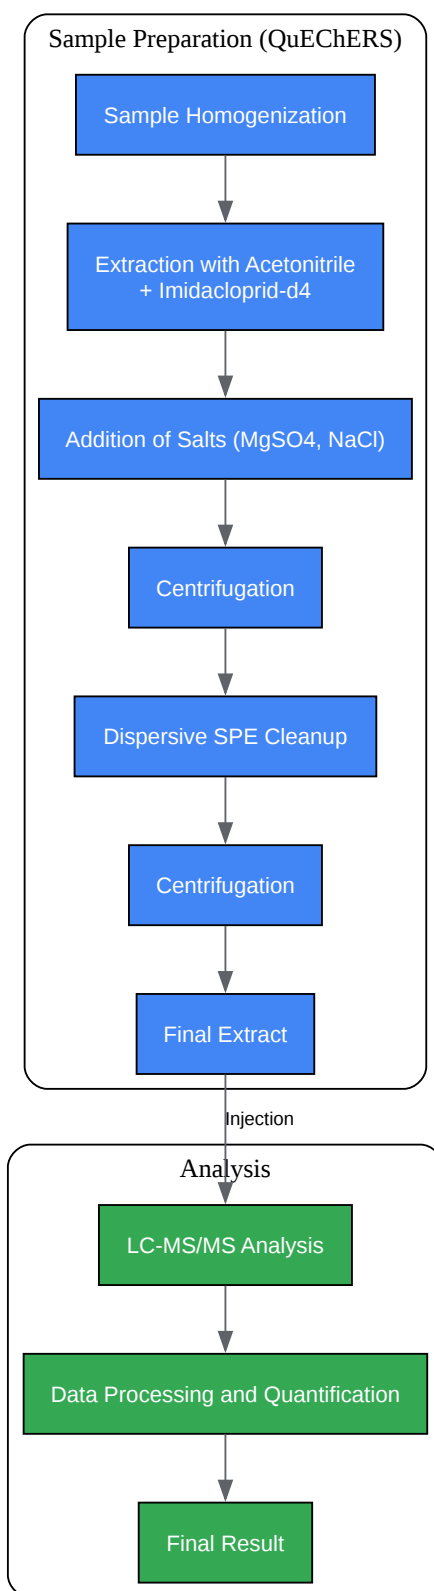 Sample Preparation (QuEChERS)
Sample Homogenization
Extraction with Acetonitrile
+ Imidacloprid-d4
Addition of Salts (MgSO4, NaCl)
Centrifugation
Dispersive SPE Cleanup
Centrifugation
Final Extract
Injection
Analysis
LC-MS/MS Analysis
Data Processing and Quantification
Final Result